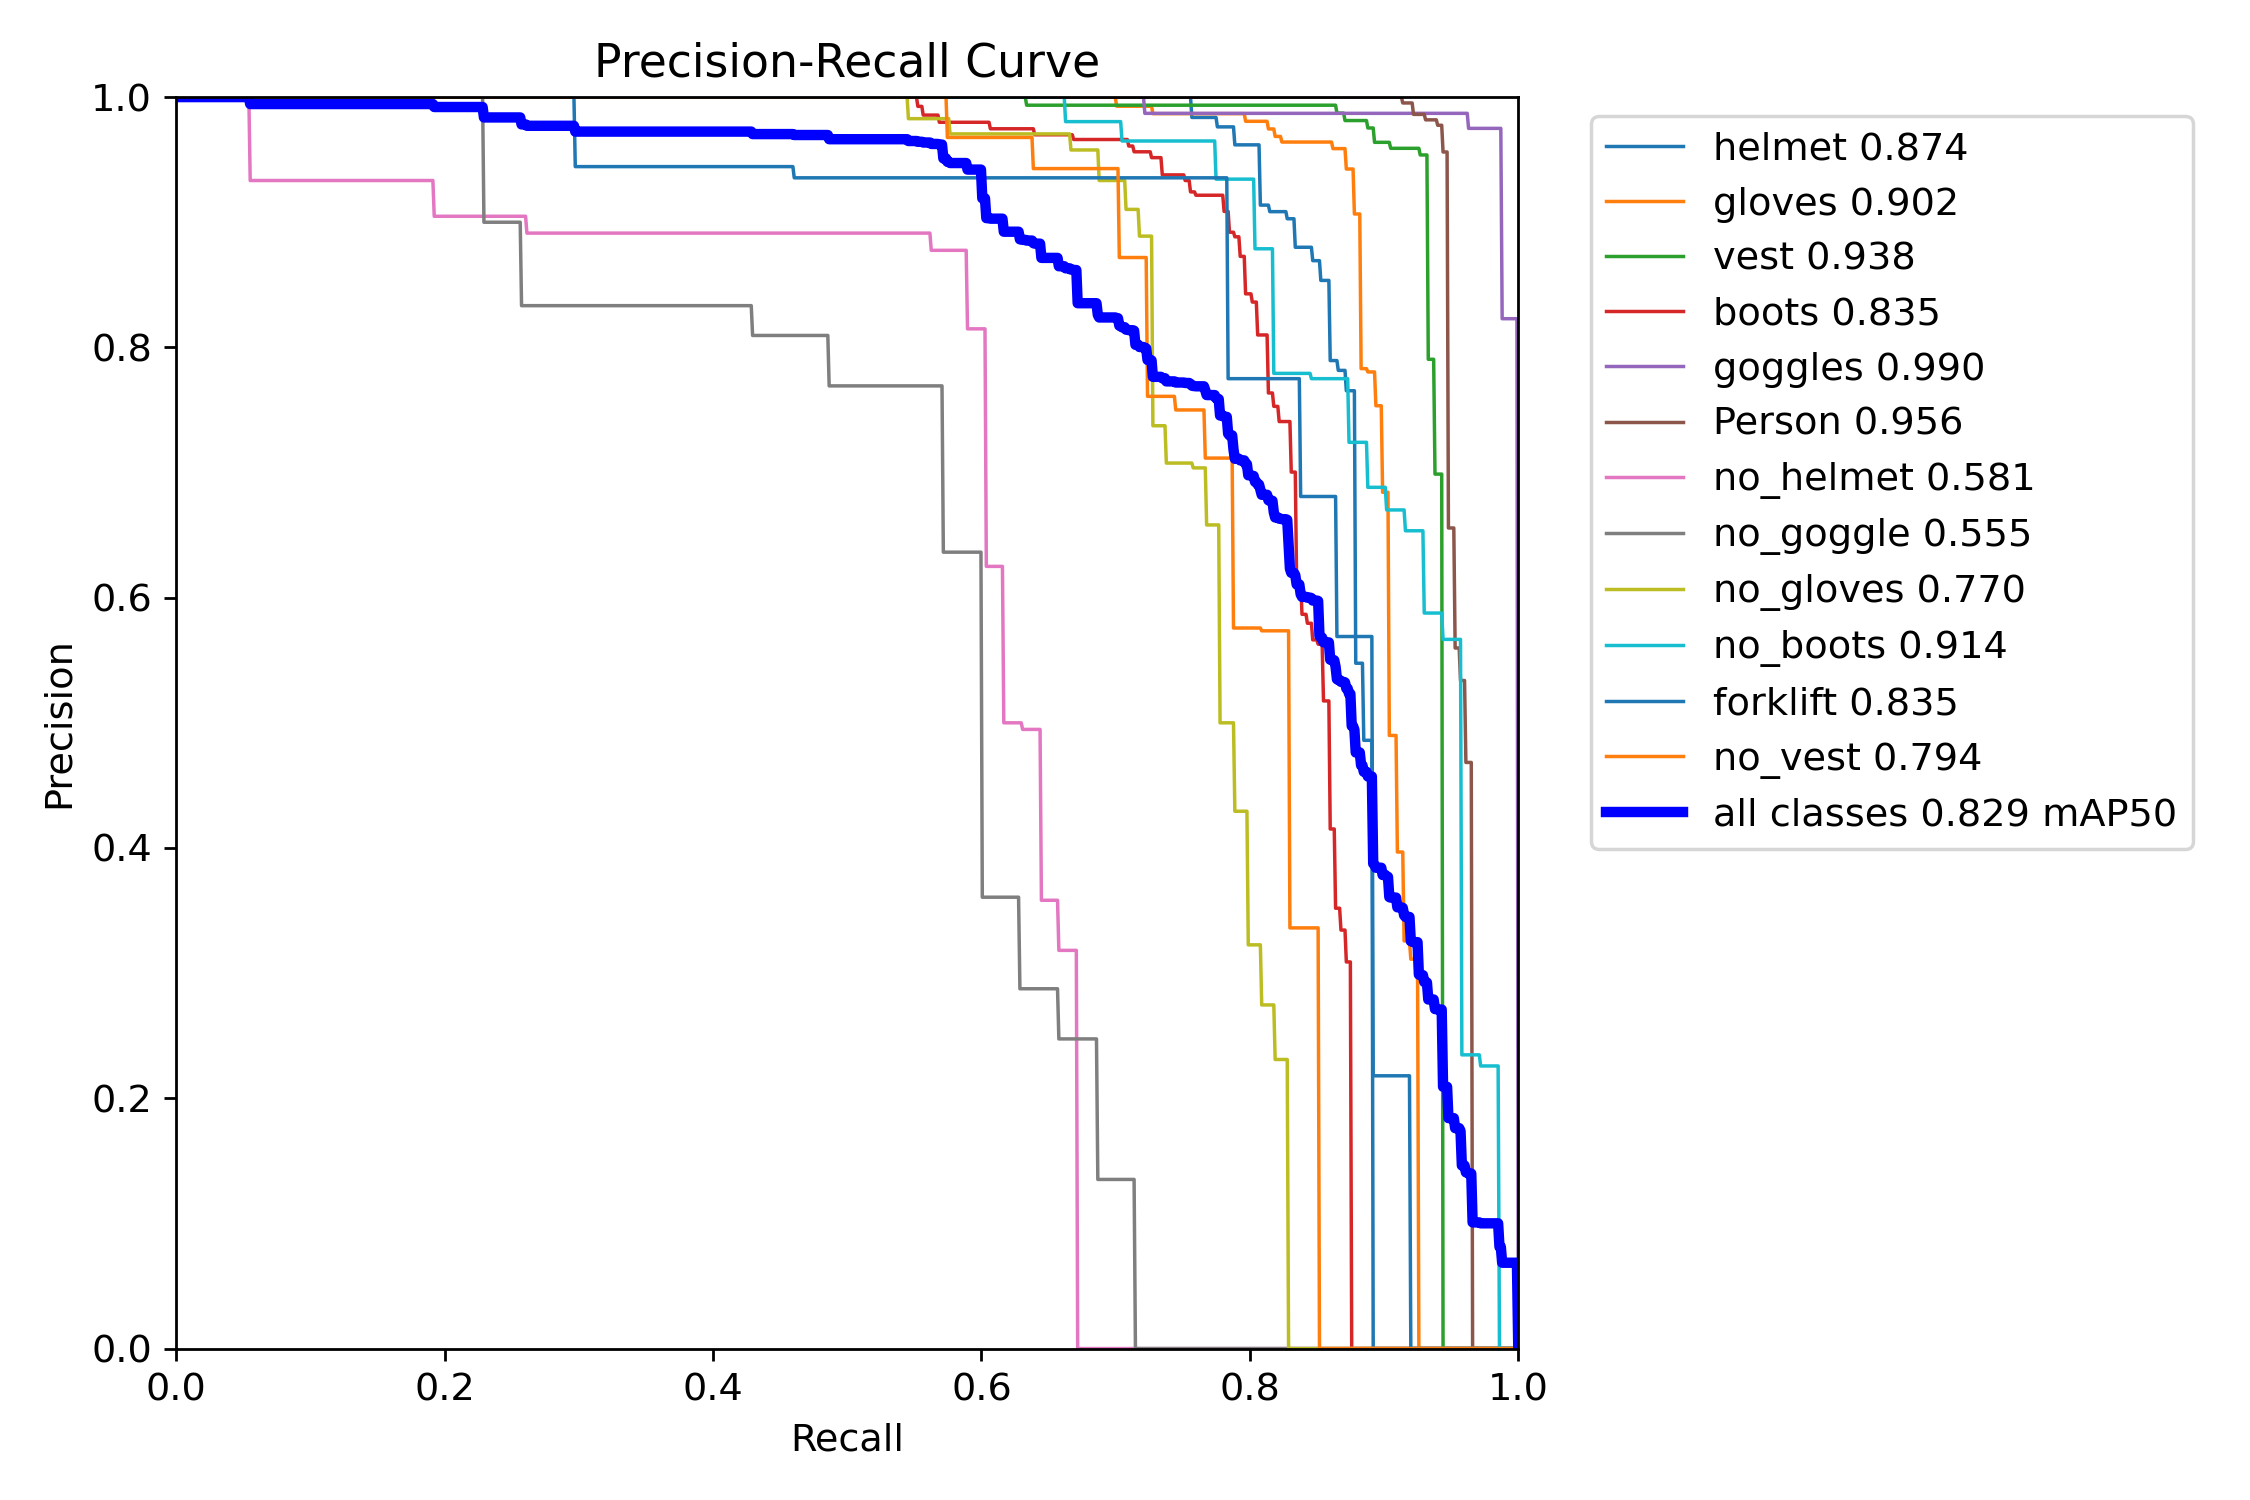 Precision-Recall Curve
1.0
0.8
0.6
0.4
0.2
0.0
Precision
0.0 0.2 0.4 0.6 0.8 1.0
Recall
helmet 0.874
gloves 0.902
vest 0.938
boots 0.835
goggles 0.990
Person 0.956
no_helmet 0.581
no_goggle 0.555
no_gloves 0.770
no_boots 0.914
forklift 0.835
no_vest 0.794
all classes 0.829 mAP50